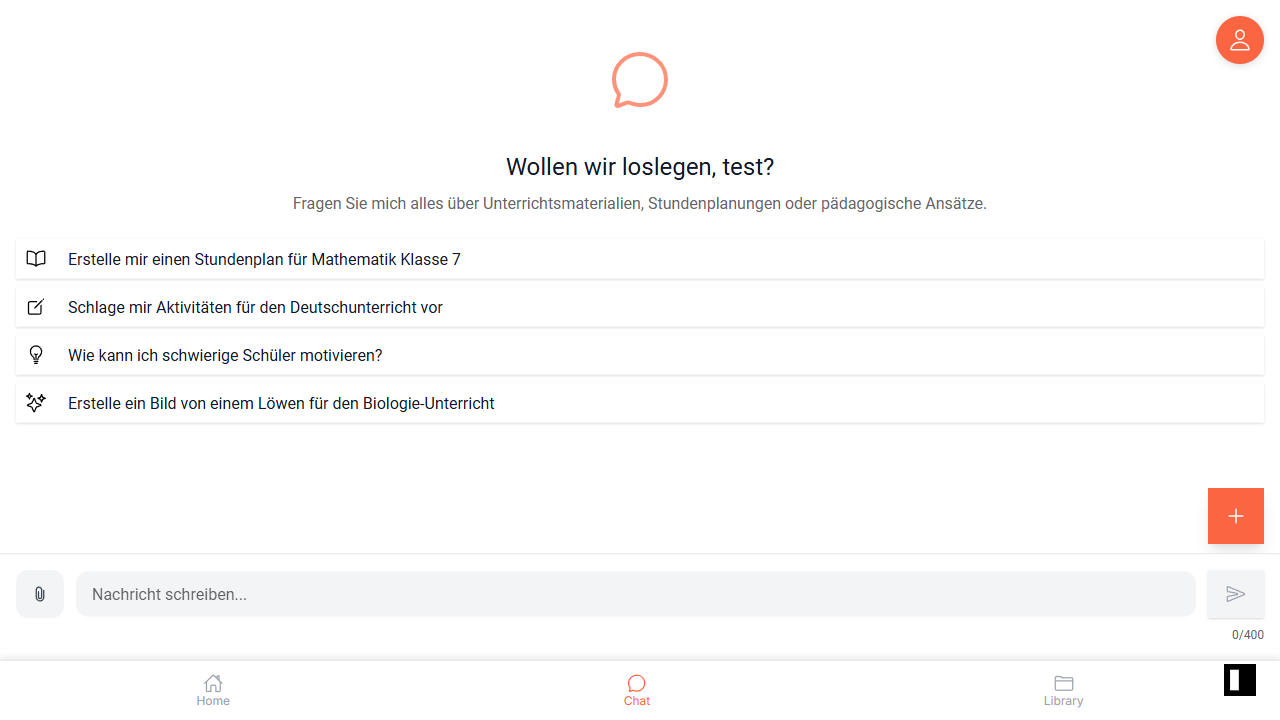 Wollen wir loslegen, test?
Fragen Sie mich alles über Unterrichtsmaterialien, Stundenplanungen oder pädagogische Ansätze.
Erstelle mir einen Stundenplan für Mathematik Klasse 7
Schlage mir Aktivitäten für den Deutschunterricht vor
Wie kann ich schwierige Schüler motivieren?
Erstelle ein Bild von einem Löwen für den Biologie-Unterricht
Nachricht schreiben...
0/400
Home
Chat
Library